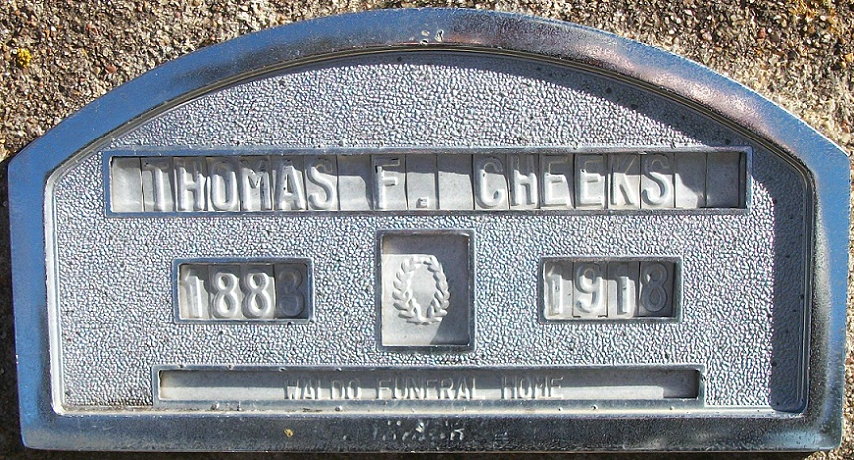 THOMAS F. CHEEKS
1883 1918
WALDO FUNERAL HOME